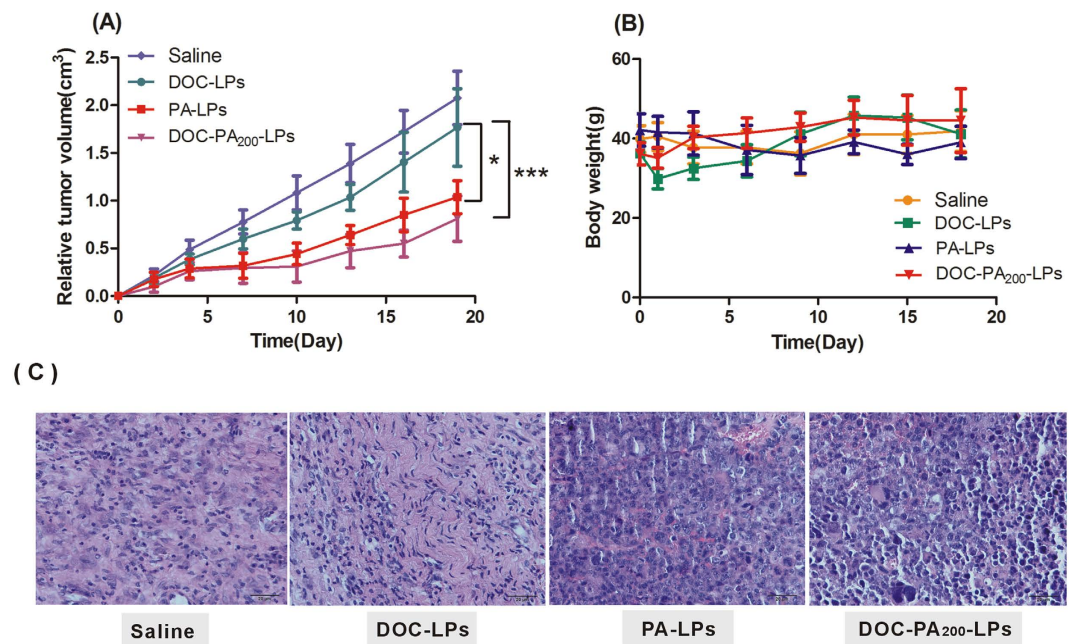 (A)
Relative tumor volume(cm³)
2.5
2.0
1.5
1.0
0.5
0.0
Saline
DOC-LPs
PA-LPs
DOC-PA₂₀₀-LPs
*
***
0
5
10
15
20
Time(Day)
(B)
Body weight(g)
60
40
20
0
Saline
DOC-LPs
PA-LPs
DOC-PA₂₀₀-LPs
0
5
10
15
20
Time(Day)
( C )
Saline
DOC-LPs
PA-LPs
DOC-PA₂₀₀-LPs